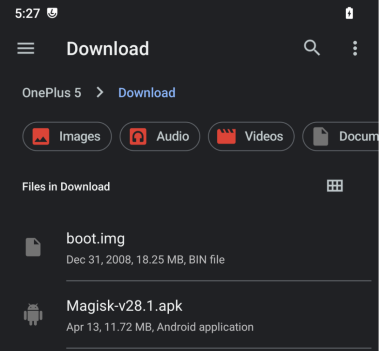 5:27
Download
OnePlus 5 > Download
Images Audio Videos Docum
Files in Download
boot.img
Dec 31, 2008, 18.25 MB, BIN file
Magisk-v28.1.apk
Apr 13, 11.72 MB, Android application